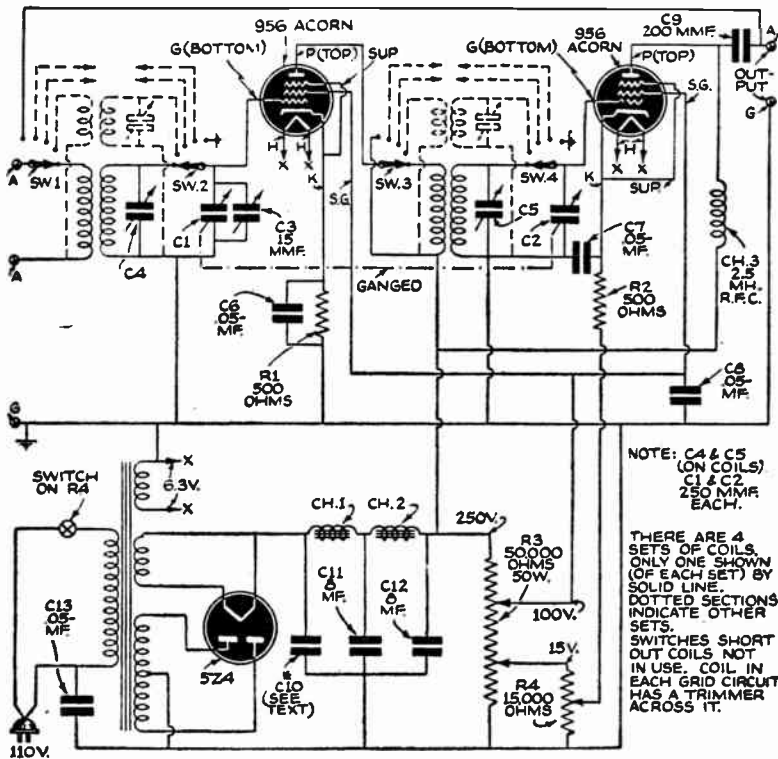 956 ACORN
G(BOTTOM)
P(TOP)
SUP
956
ACORN
G(BOTTOM)
P(TOP)
S.G.
C9
200 MMF.
A
OUT-
PUT
G
A
SW.1
SW.2
H
H
X
X
K
S.G.
SW.3
SW.4
H
H
X
X
K
SUP.
A
C4
C1
C3
15
MMF.
C5
C2
C7
.05-
MF.
GANGED
C6
.05-
MF.
R1
500
OHMS
R2
500
OHMS
CH.3
2.5
MH.
R.F.C.
C8
.05-
MF.
G
SWITCH
ON R4
X
6.3V.
X
CH.1
CH.2
250V.
R3
50,000
OHMS
50W.
C13
.05-
MF.
5Z4
*
C10
(SEE
TEXT)
C11
8
MF.
C12
8
MF.
100V.
15V.
R4
15,000
OHMS
110V.
NOTE: C4 & C5
(ON COILS)
C1 & C2
250 MMF.
EACH.
THERE ARE 4
SETS OF COILS,
ONLY ONE SHOWN
(OF EACH SET) BY
SOLID LINE.
DOTTED SECTIONS
INDICATE OTHER
SETS.
SWITCHES SHORT
OUT COILS NOT
IN USE. COIL IN
EACH GRID CIRCUIT
HAS A TRIMMER
ACROSS IT.